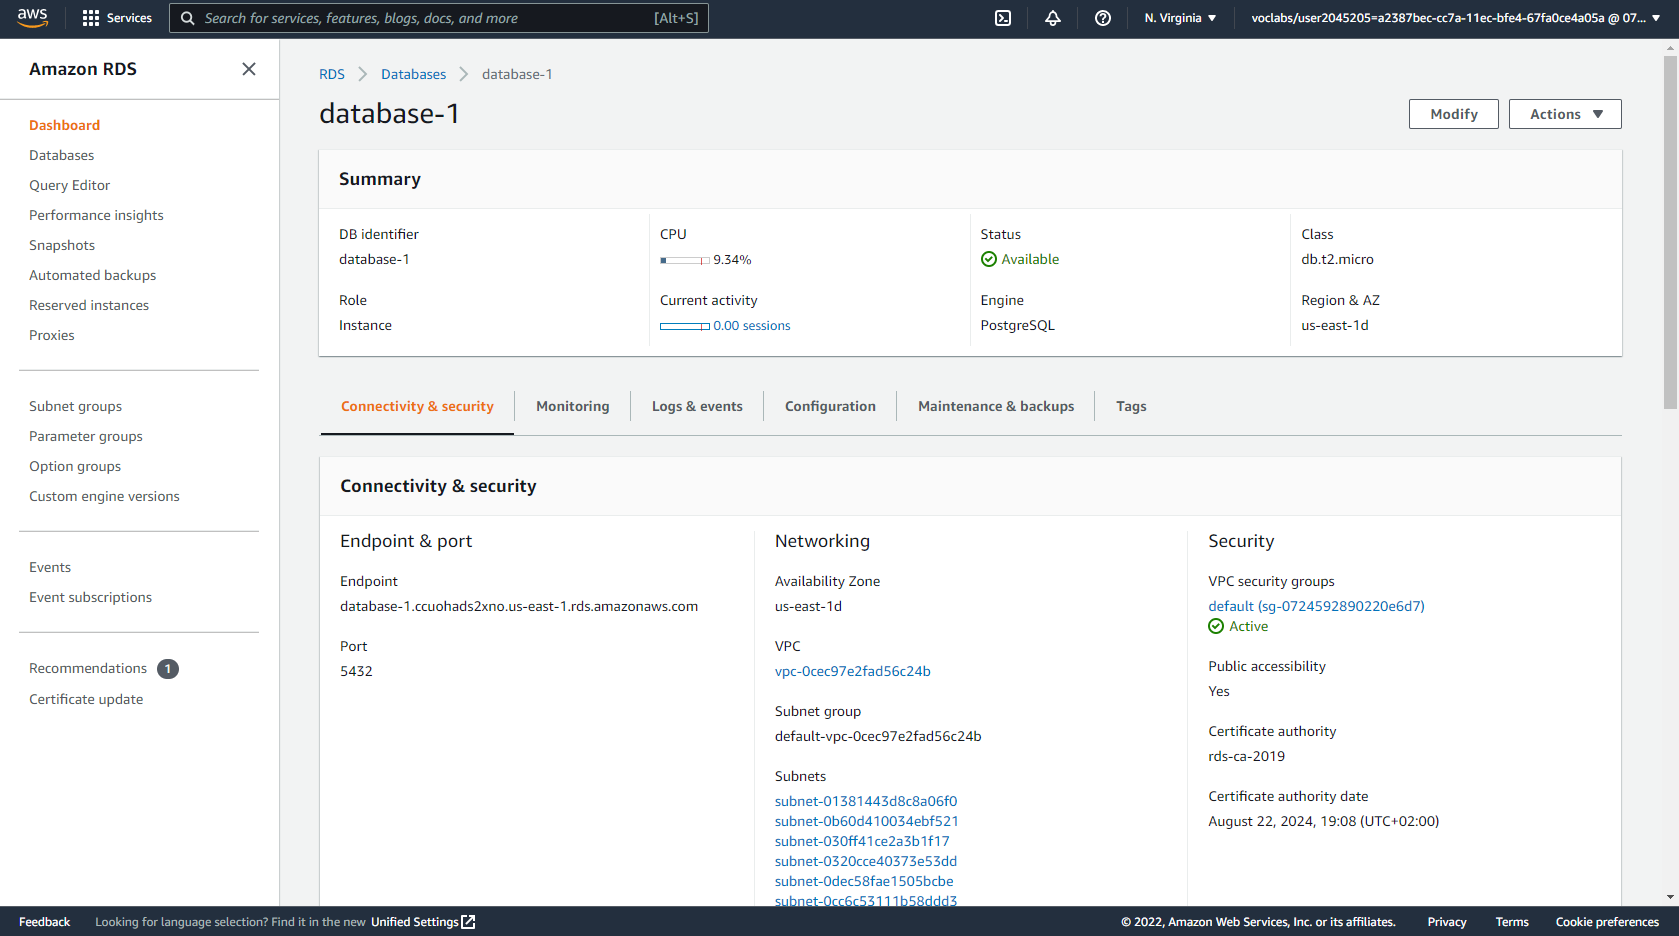 aws
Services
Search for services, features, blogs, docs, and more
[Alt+S]
N. Virginia
voclabs/user2045205=a2387bec-cc7a-11ec-bfe4-67fa0ce4a05a @ 07...
Amazon RDS
Dashboard
Databases
Query Editor
Performance insights
Snapshots
Automated backups
Reserved instances
Proxies
Subnet groups
Parameter groups
Option groups
Custom engine versions
Events
Event subscriptions
Recommendations 1
Certificate update
RDS
Databases
database-1
database-1
Modify
Actions
Summary
DB identifier
database-1
CPU
9.34%
Status
Available
Class
db.t2.micro
Role
Instance
Current activity
0.00 sessions
Engine
PostgreSQL
Region & AZ
us-east-1d
Connectivity & security
Monitoring
Logs & events
Configuration
Maintenance & backups
Tags
Connectivity & security
Endpoint & port
Endpoint
database-1.ccuohads2xno.us-east-1.rds.amazonaws.com
Port
5432
Networking
Availability Zone
us-east-1d
VPC
vpc-0cec97e2fad56c24b
Subnet group
default-vpc-0cec97e2fad56c24b
Subnets
subnet-01381443d8c8a06f0
subnet-0b60d410034ebf521
subnet-030ff41ce2a3b1f17
subnet-0320cce40373e53dd
subnet-0dec58fae1505bcbe
subnet-0cc6c53111b58ddd3
Security
VPC security groups
default (sg-0724592890220e6d7)
Active
Public accessibility
Yes
Certificate authority
rds-ca-2019
Certificate authority date
August 22, 2024, 19:08 (UTC+02:00)
Feedback
Looking for language selection? Find it in the new Unified Settings
© 2022, Amazon Web Services, Inc. or its affiliates.
Privacy
Terms
Cookie preferences